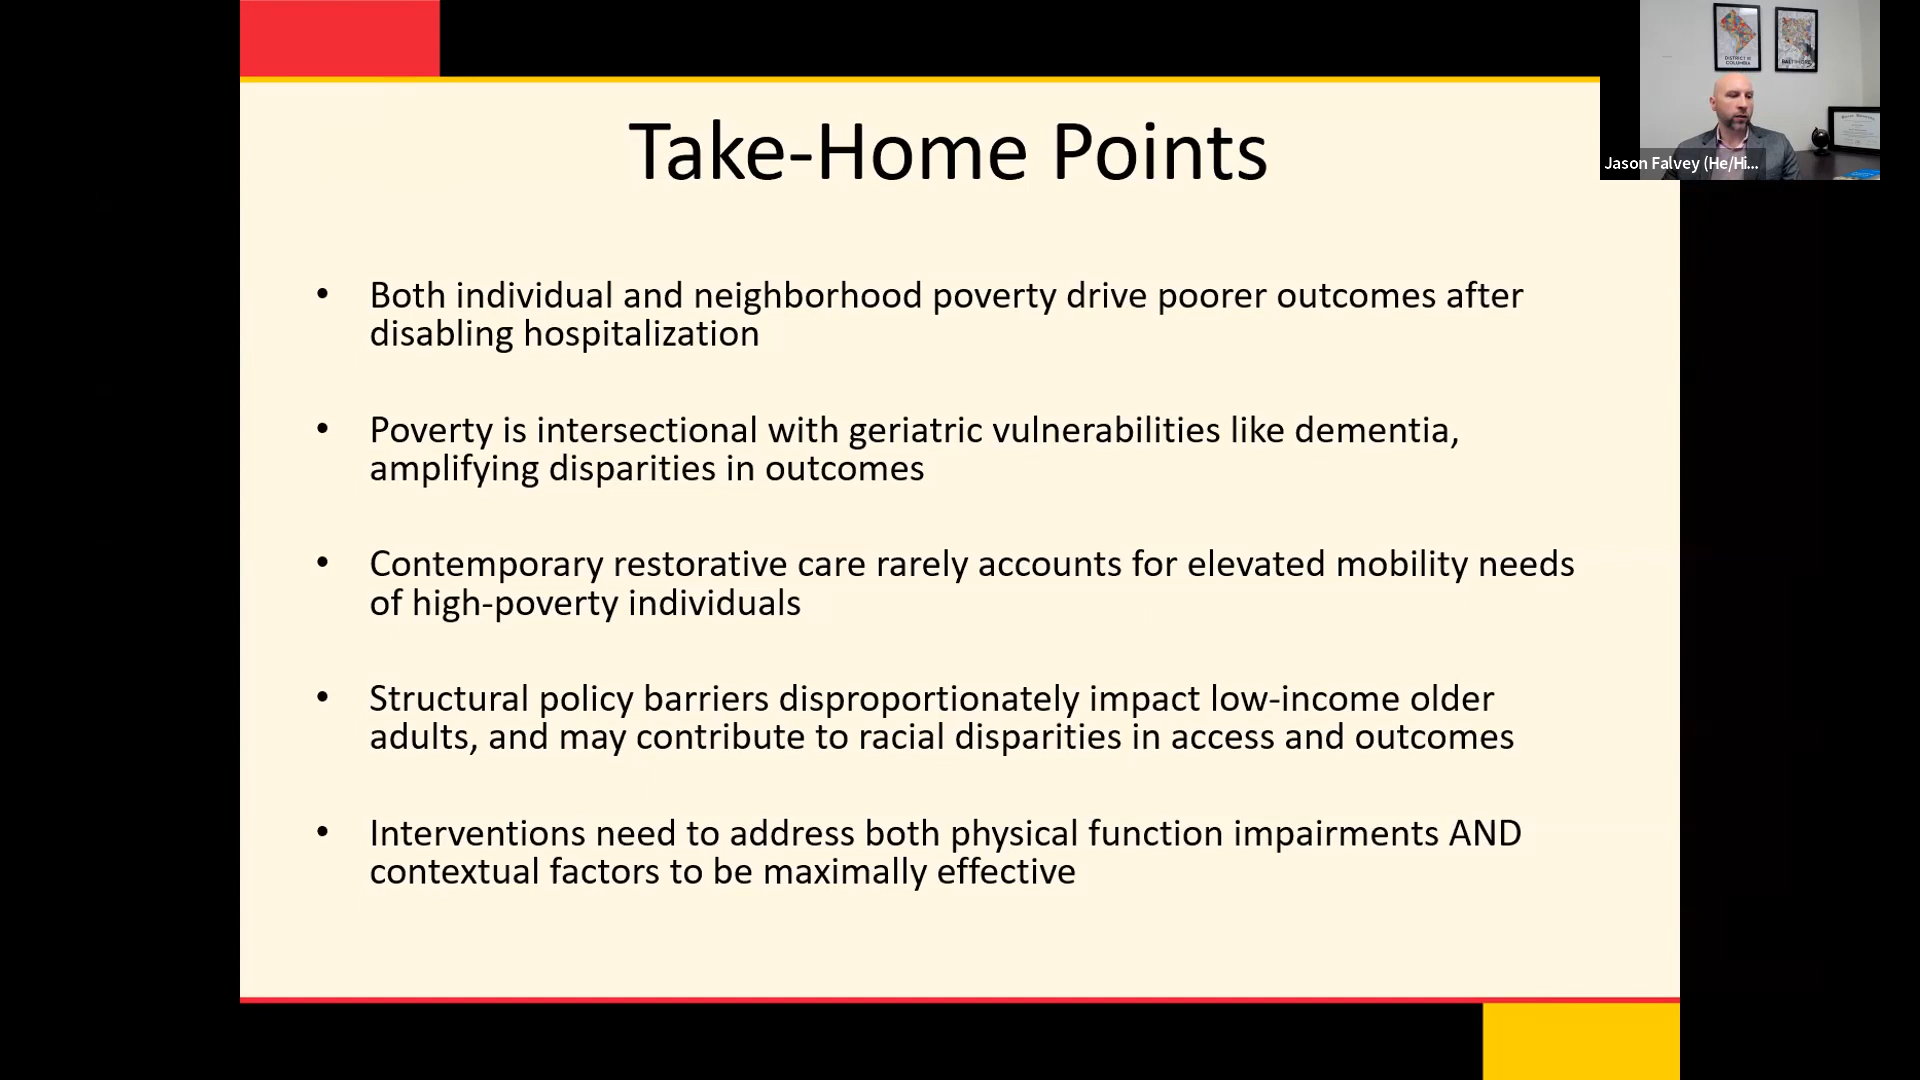 Take-Home Points
• Both individual and neighborhood poverty drive poorer outcomes after
disabling hospitalization
• Poverty is intersectional with geriatric vulnerabilities like dementia,
amplifying disparities in outcomes
• Contemporary restorative care rarely accounts for elevated mobility needs
of high-poverty individuals
• Structural policy barriers disproportionately impact low-income older
adults, and may contribute to racial disparities in access and outcomes
• Interventions need to address both physical function impairments AND
contextual factors to be maximally effective
DISTRICT OF
COLUMBIA
BALTIMORE
Jason Falvey (He/Hi...